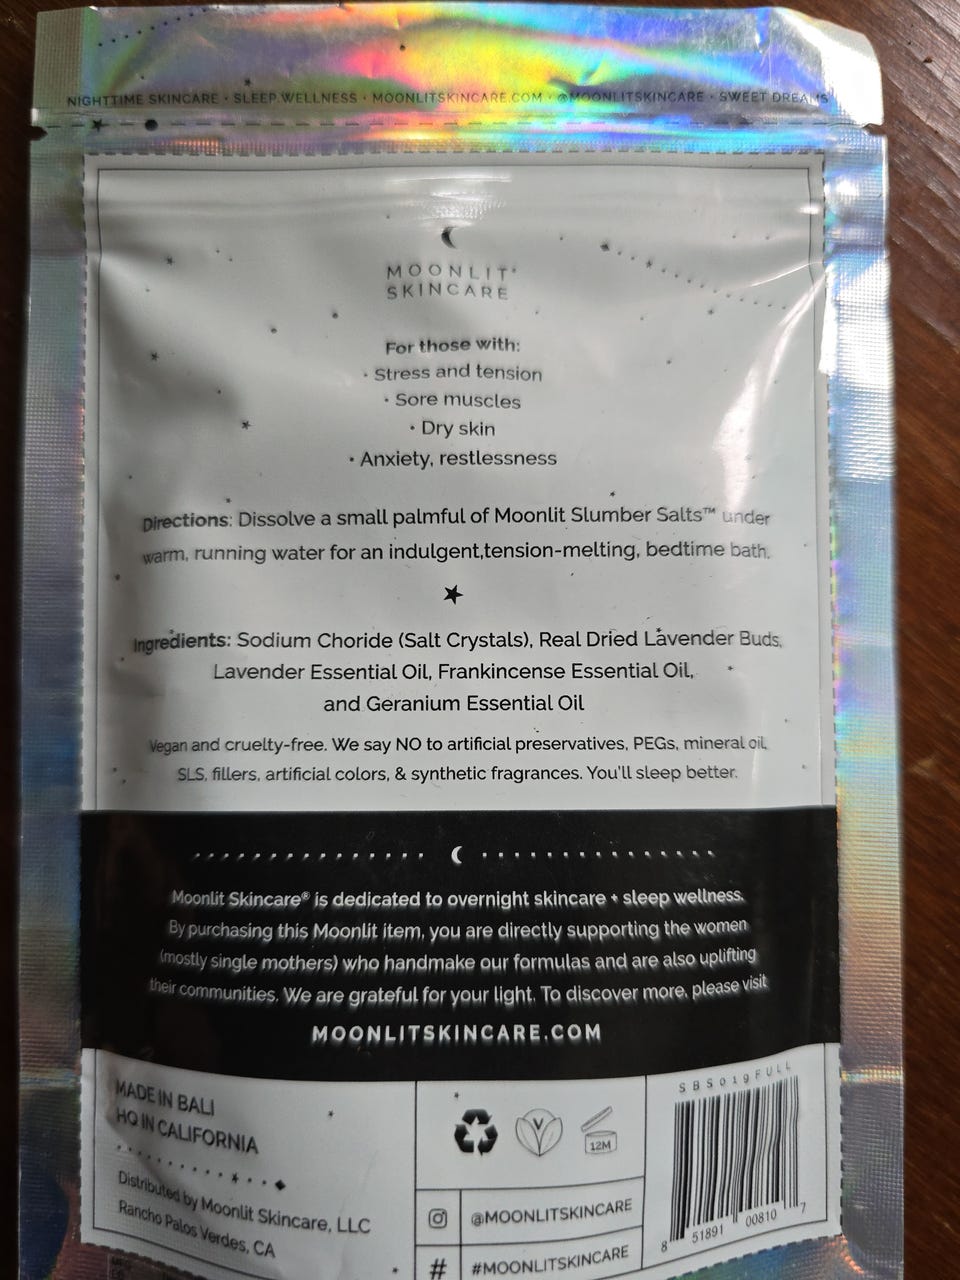 NIGHTTIME SKINCARE • SLEEP WELLNESS • MOONLITSKINCARE.COM • @MOONLITSKINCARE • SWEET DREAMS
MOONLIT®
SKINCARE
For those with:
• Stress and tension
• Sore muscles
• Dry skin
• Anxiety, restlessness
Directions: Dissolve a small palmful of Moonlit Slumber Salts™ under
warm, running water for an indulgent,tension-melting, bedtime bath.
Ingredients: Sodium Choride (Salt Crystals), Real Dried Lavender Buds,
Lavender Essential Oil, Frankincense Essential Oil,
and Geranium Essential Oil
Vegan and cruelty-free. We say NO to artificial preservatives, PEGs, mineral oil,
SLS, fillers, artificial colors, & synthetic fragrances. You'll sleep better.
Moonlit Skincare® is dedicated to overnight skincare + sleep wellness.
By purchasing this Moonlit item, you are directly supporting the women
(mostly single mothers) who handmake our formulas and are also uplifting
their communities. We are grateful for your light. To discover more, please visit
MOONLITSKINCARE.COM
MADE IN BALI
HQ IN CALIFORNIA
Distributed by Moonlit Skincare, LLC
Rancho Palos Verdes, CA
12M
@MOONLITSKINCARE
# #MOONLITSKINCARE
SBS019FULL
8 51891 00810 7